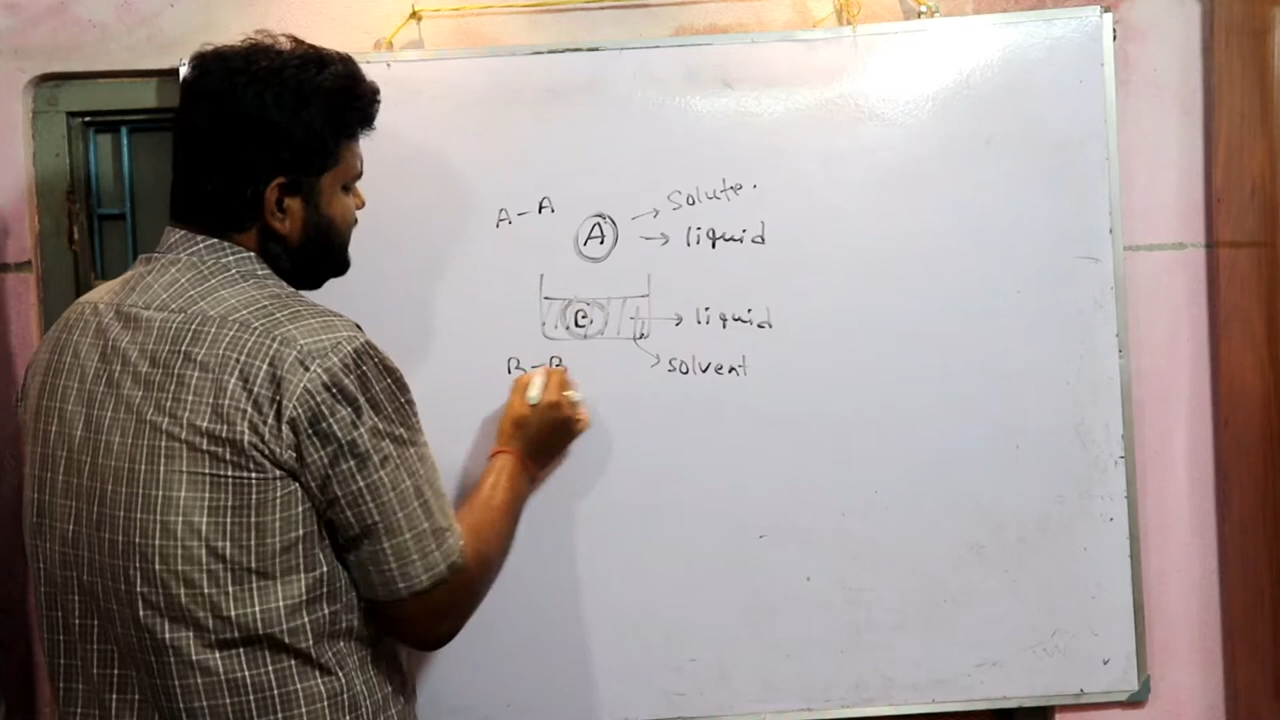 A-A
A
→ Solute.
→ liquid
B
→ liquid
→ solvent
B-B